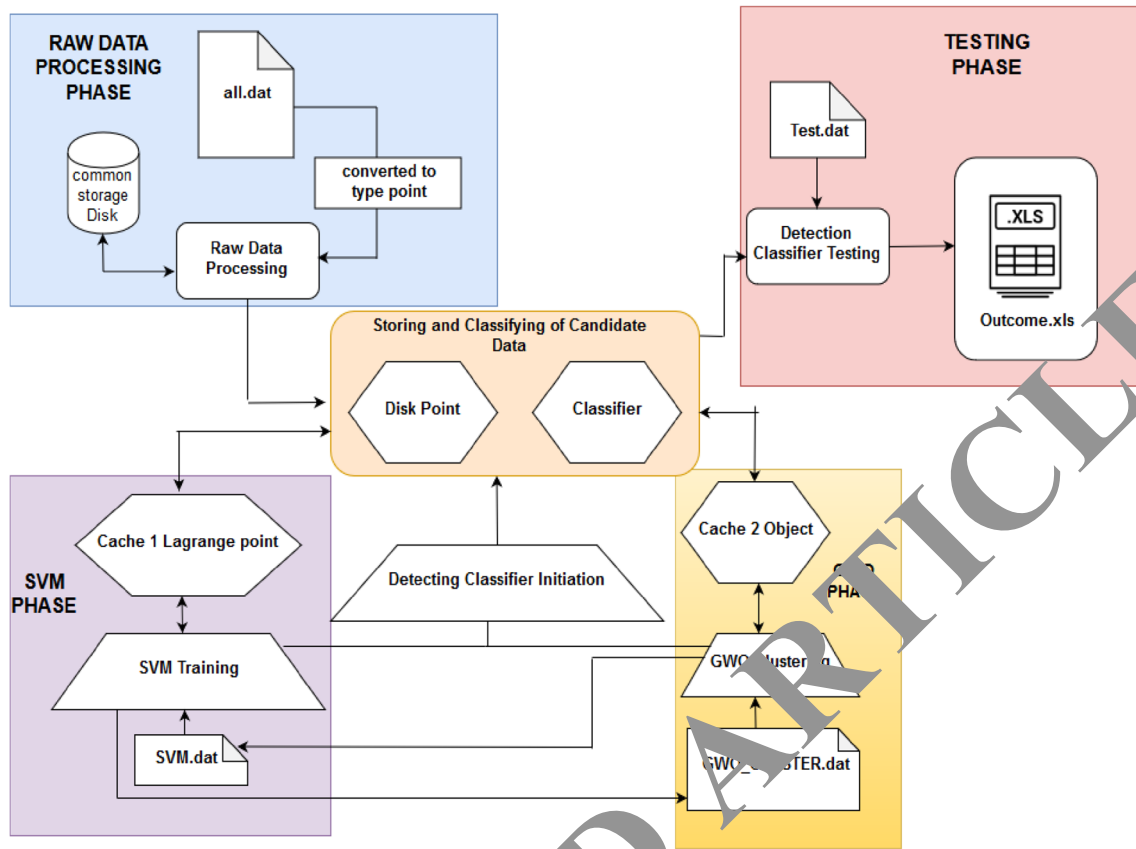 RAW DATA
PROCESSING
PHASE
all.dat
common
storage
Disk
converted to
type point
Raw Data
Processing
TESTING
PHASE
Test.dat
Detection
Classifier Testing
.XLS
Outcome.xls
Storing and Classifying of Candidate
Data
Disk Point
Classifier
SVM
PHASE
Cache 1 Lagrange point
SVM Training
SVM.dat
Detecting Classifier Initiation
Cache 2 Object
D ARTICLE